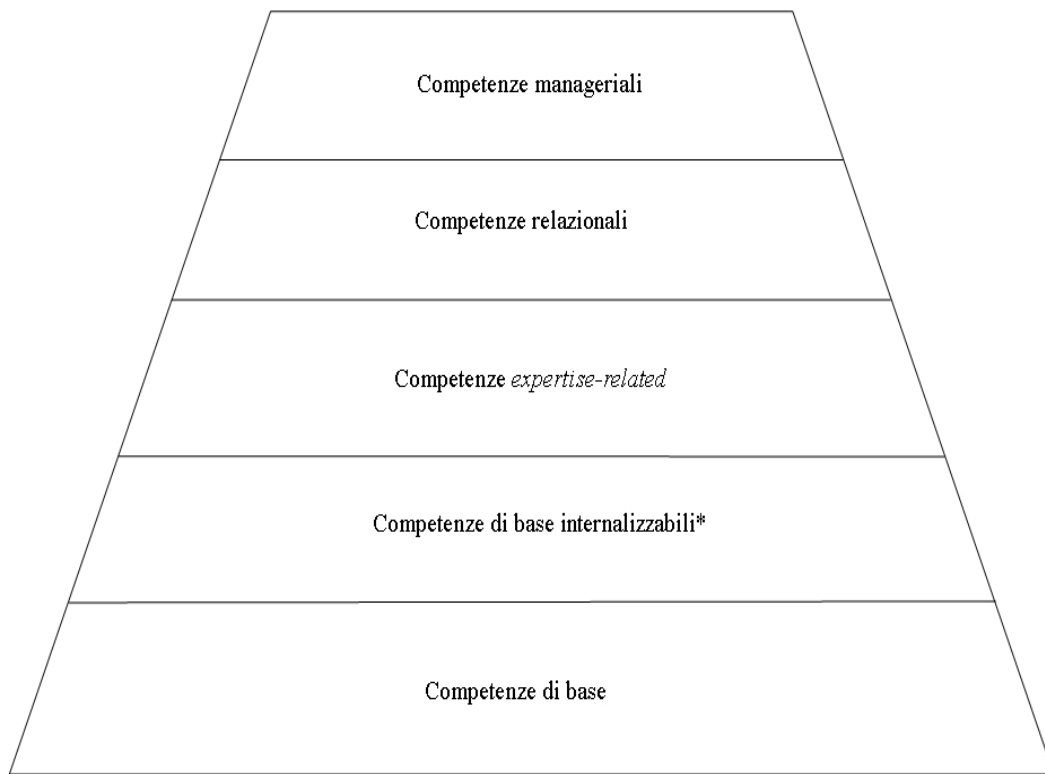 Competenze manageriali
Competenze relazionali
Competenze expertise-related
Competenze di base internalizzabili*
Competenze di base